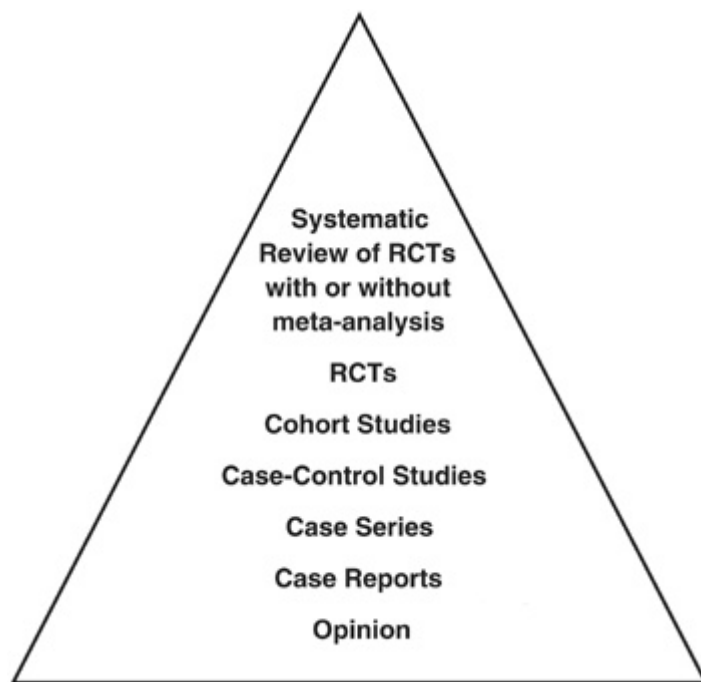 Systematic
Review of RCTs
with or without
meta-analysis
RCTs
Cohort Studies
Case-Control Studies
Case Series
Case Reports
Opinion